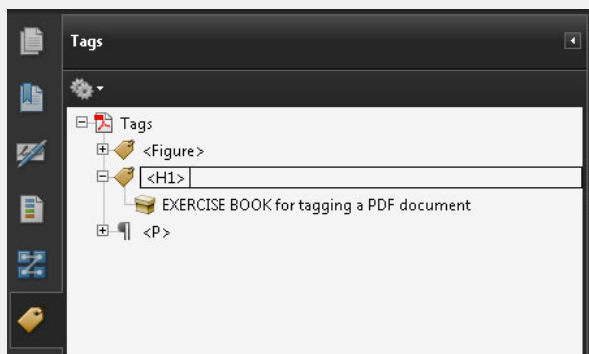 Tags
Tags
<Figure>
<H1>
EXERCISE BOOK for tagging a PDF document
<P>